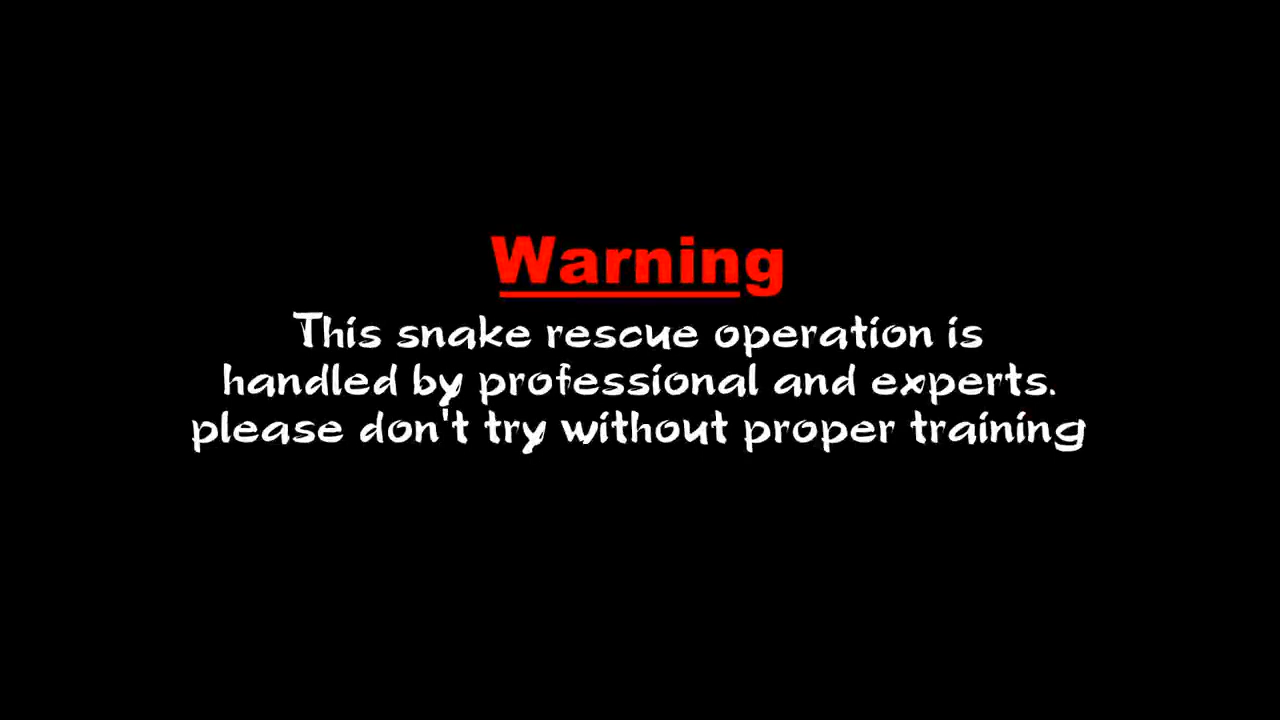 Warning
This snake rescue operation is
handled by professional and experts.
please don't try without proper training